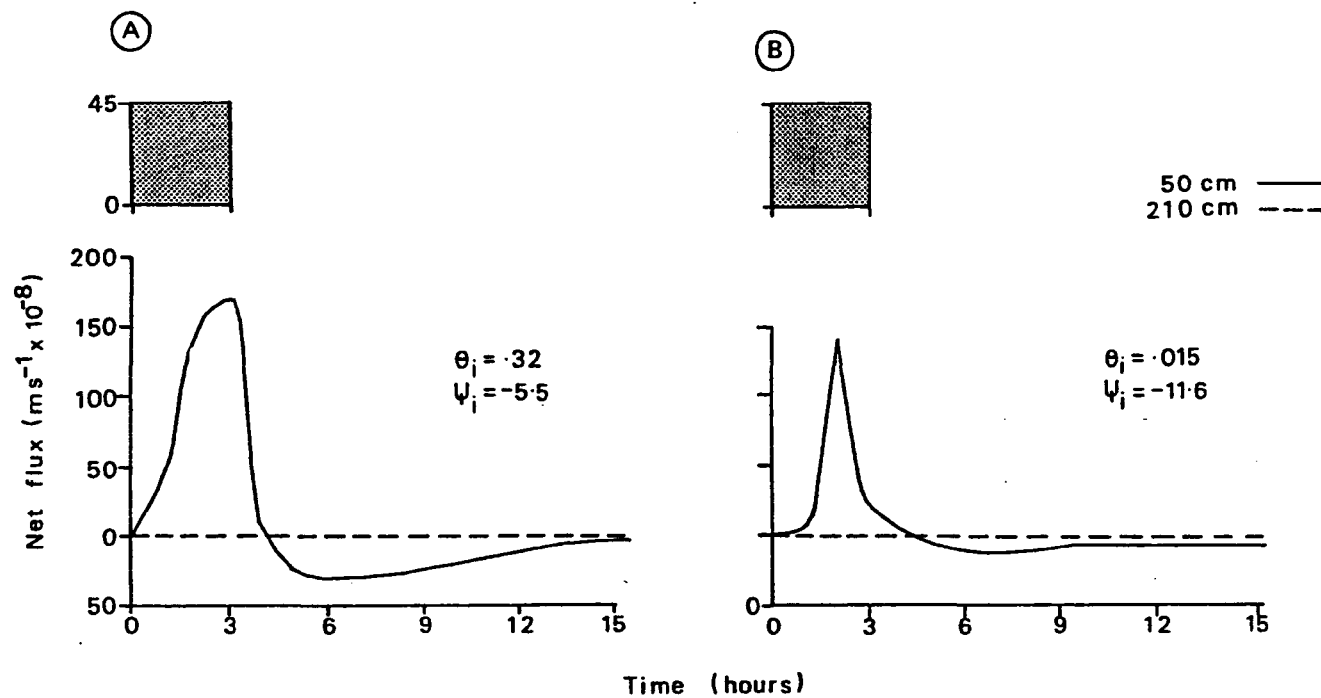 A
B
45
0
50 cm
210 cm
200
150
100
50
0
50
Net flux (ms⁻¹ x 10⁻⁸)
θi = ·32
Ψi = -5·5
θi = ·015
Ψi = -11·6
0
0 3 6 9 12 15
0 3 6 9 12 15
Time (hours)